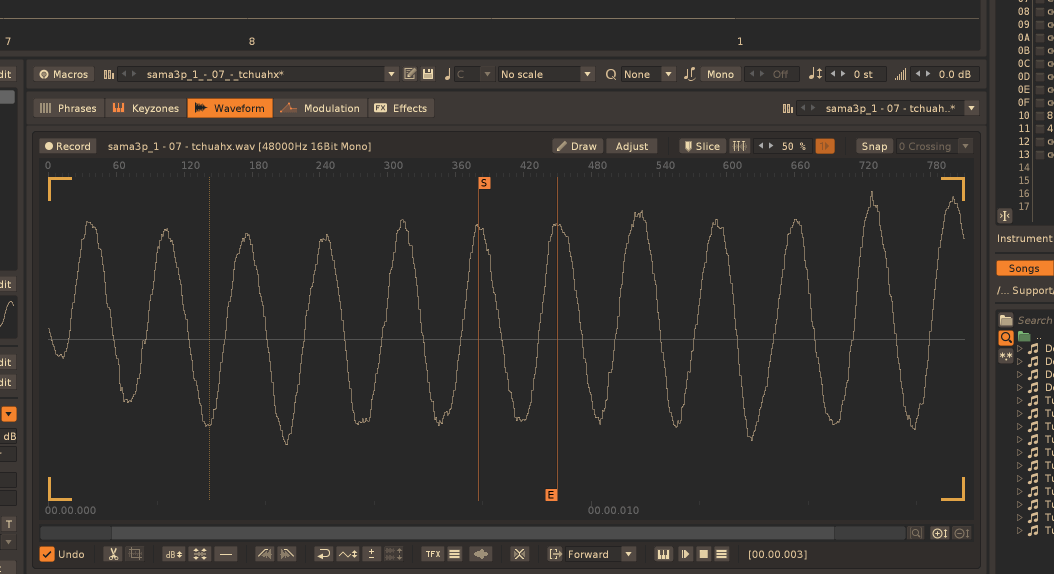 7 8 1
dit Macros sama3p_1_-_07_-_tchuahx* C No scale None Mono Off 0 st 0.0 dB
Phrases Keyzones Waveform Modulation FX Effects sama3p_1 - 07 - tchuah..*
Record sama3p_1 - 07 - tchuahx.wav [48000Hz 16Bit Mono] Draw Adjust Slice 50 % Snap 0 Crossing
0 60 120 180 240 300 360 420 480 540 600 660 720 780
S
E
00.00.000 00.00.010
Undo dB TFX Forward [00.00.003]
dit
dit
dit
dB
T
08
09
0A
0B
0C
0D
0E
0F
10 8
11 4
12
13
14
15
16
17
Instrument
Songs
/... Support/
Search
..
De
De
De
De
Tu
Tu
Tu
Tu
Tu
Tu
Tu
Tu
Tu
Tu
Tu